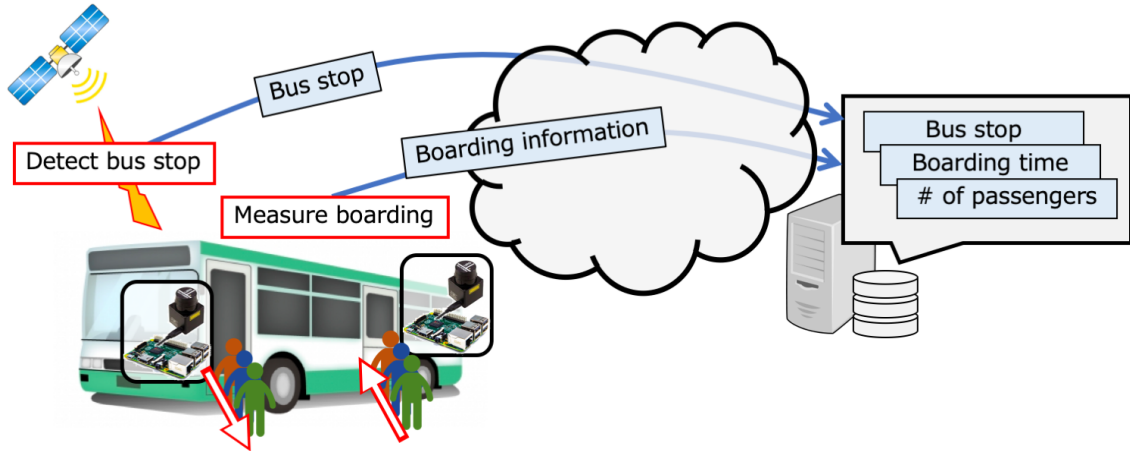 Bus stop
Detect bus stop
Boarding information
Measure boarding
Bus stop
Boarding time
# of passengers